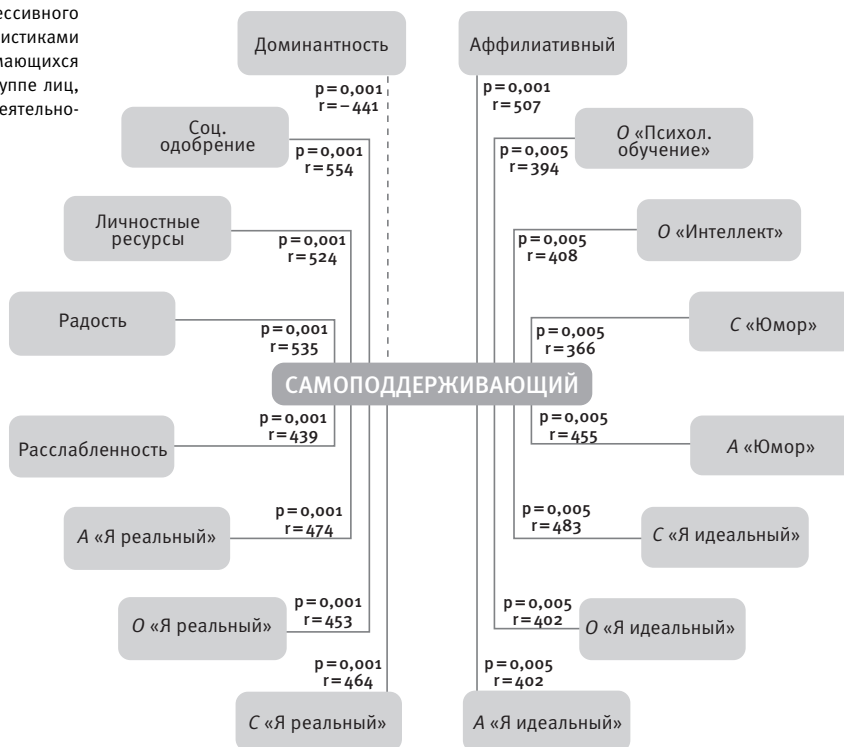 ессивного
истиками
мающихся
уппе лиц,
еятельно-
Доминантность
p=0,001
r=–441
Аффилиативный
p=0,001
r=507
Соц.
одобрение
p=0,001
r=554
О «Психол.
обучение»
p=0,005
r=394
Личностные
ресурсы
p=0,001
r=524
О «Интеллект»
p=0,005
r=408
Радость
p=0,001
r=535
С «Юмор»
p=0,005
r=366
САМОПОДДЕРЖИВАЮЩИЙ
Расслабленность
p=0,001
r=439
А «Юмор»
p=0,005
r=455
А «Я реальный»
p=0,001
r=474
С «Я идеальный»
p=0,005
r=483
О «Я реальный»
p=0,001
r=453
О «Я идеальный»
p=0,005
r=402
С «Я реальный»
p=0,001
r=464
А «Я идеальный»
p=0,005
r=402